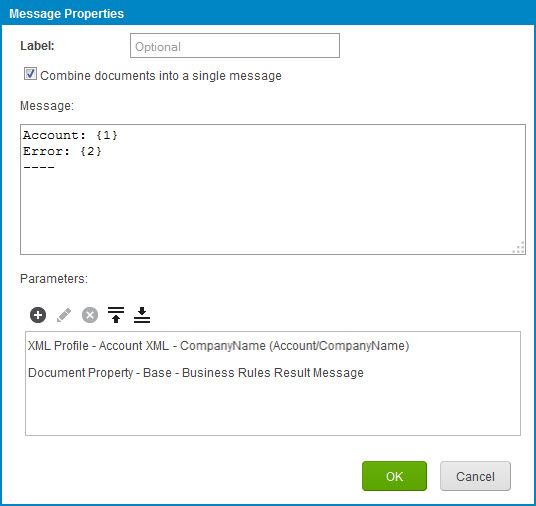 Message Properties
Label: Optional
Combine documents into a single message
Message:
Account: {1}
Error: {2}
----
Parameters:
XML Profile - Account XML - CompanyName (Account/CompanyName)
Document Property - Base - Business Rules Result Message
OK Cancel